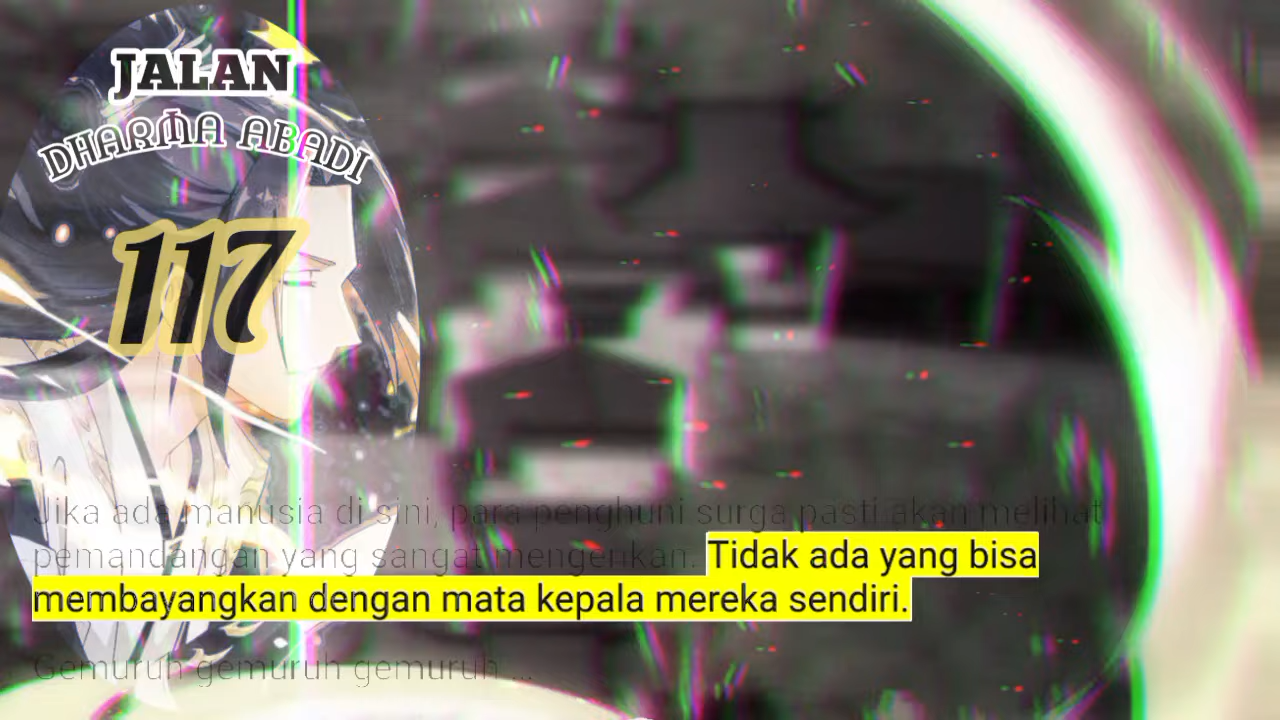 JALAN
DHARMA ABADI
117
Jika ada manusia di sini, para penghuni surga pasti akan melihat
pemandangan yang sangat mengerikan. Tidak ada yang bisa
membayangkan dengan mata kepala mereka sendiri.
Gemuruh gemuruh gemuruh ...